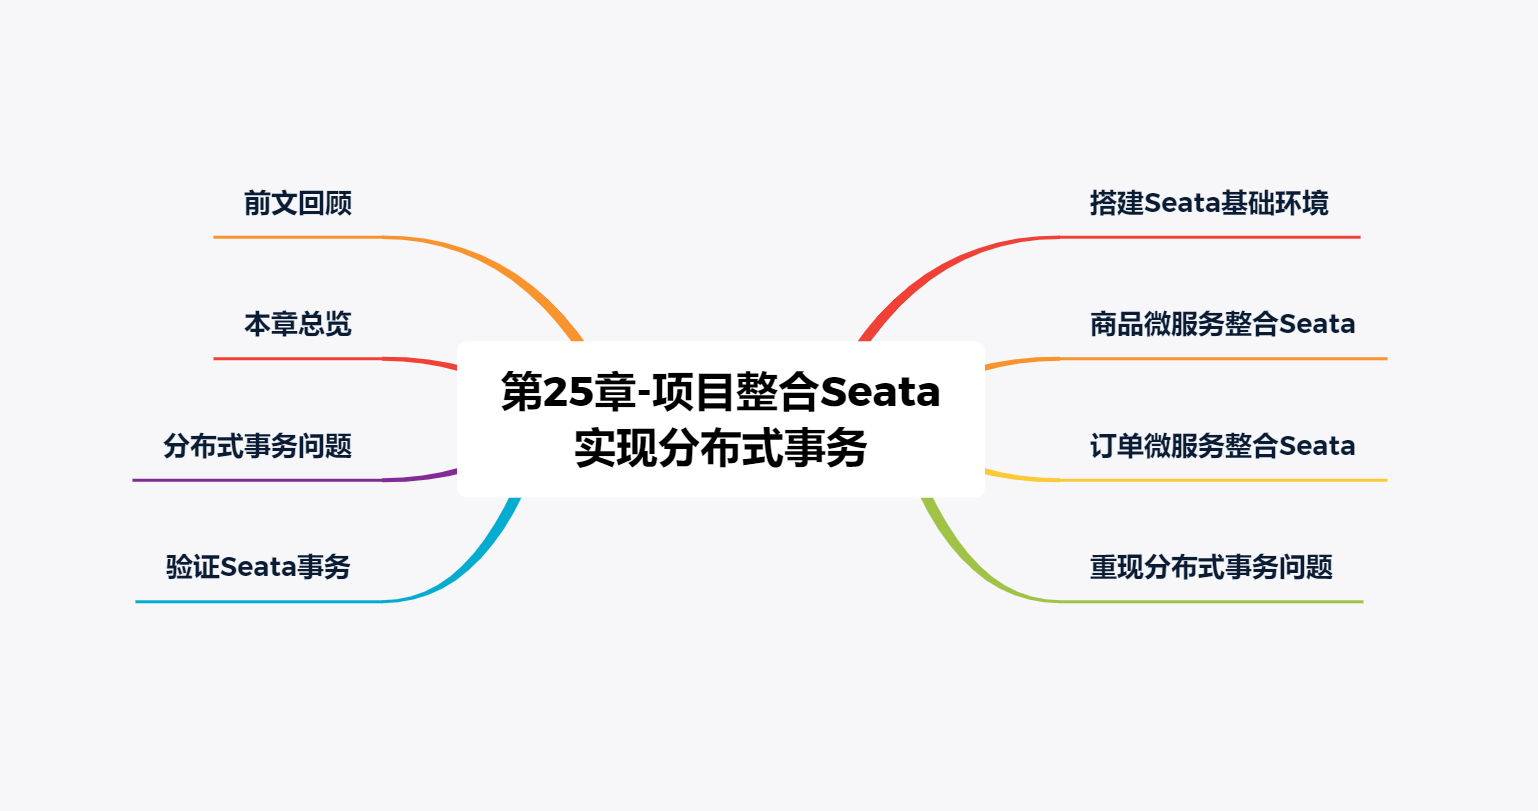 前文回顾
本章总览
分布式事务问题
验证Seata事务
第25章-项目整合Seata
实现分布式事务
搭建Seata基础环境
商品微服务整合Seata
订单微服务整合Seata
重现分布式事务问题